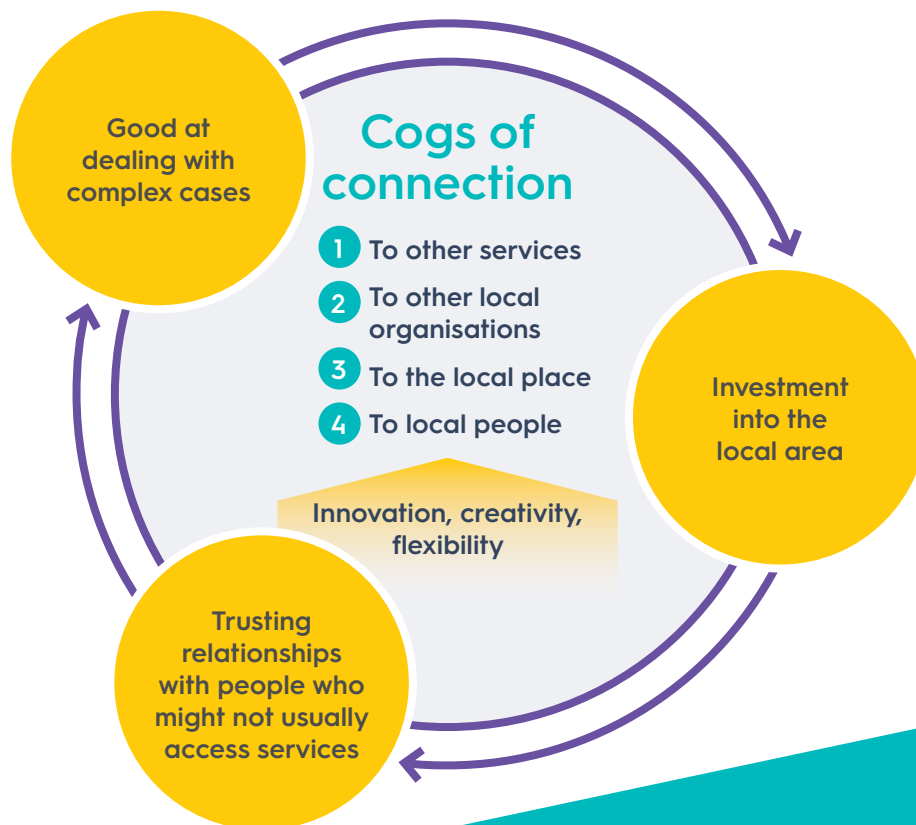 Good at
dealing with
complex cases
Cogs of
connection
1 To other services
2 To other local
organisations
3 To the local place
4 To local people
Innovation, creativity,
flexibility
Investment
into the
local area
Trusting
relationships
with people who
might not usually
access services